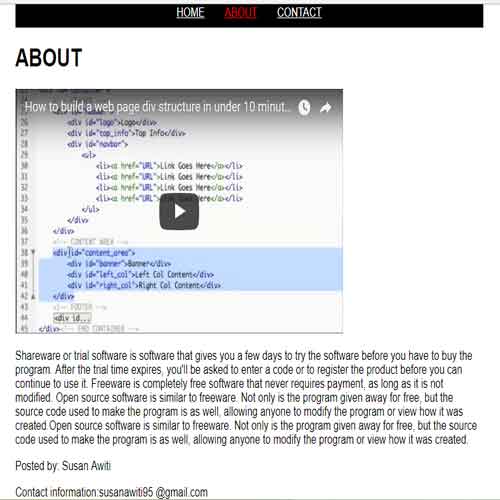 HOME ABOUT CONTACT
ABOUT
How to build a web page div structure in under 10 minut...
26 <div id="logo">Logo</div>
27 <div id="top_info">Top Info</div>
28 <div id="navbar">
29 <ul>
30 <li><a href="URL">Link Goes Here</a></li>
31 <li><a href="URL">Link Goes Here</a></li>
32 <li><a href="URL">Link Goes Here</a></li>
33 <li><a href="URL">Link Goes Here</a></li>
34 </ul>
35 </div>
36 </div>
37 <!-- CONTENT AREA -->
38 <div id="content_area">
39 <div id="banner">Banner</div>
40 <div id="left_col">Left Col Content</div>
41 <div id="right_col">Right Col Content</div>
42 </div>
43 <!-- FOOTER -->
44 <div id...
45 </div><!-- END CONTAINER -->
Shareware or trial software is software that gives you a few days to try the software before you have to buy the
program. After the trial time expires, you'll be asked to enter a code or to register the product before you can
continue to use it. Freeware is completely free software that never requires payment, as long as it is not
modified. Open source software is similar to freeware. Not only is the program given away for free, but the
source code used to make the program is as well, allowing anyone to modify the program or view how it was
created.Open source software is similar to freeware. Not only is the program given away for free, but the source
code used to make the program is as well, allowing anyone to modify the program or view how it was created.
Posted by: Susan Awiti
Contact information:susanawiti95 @gmail.com